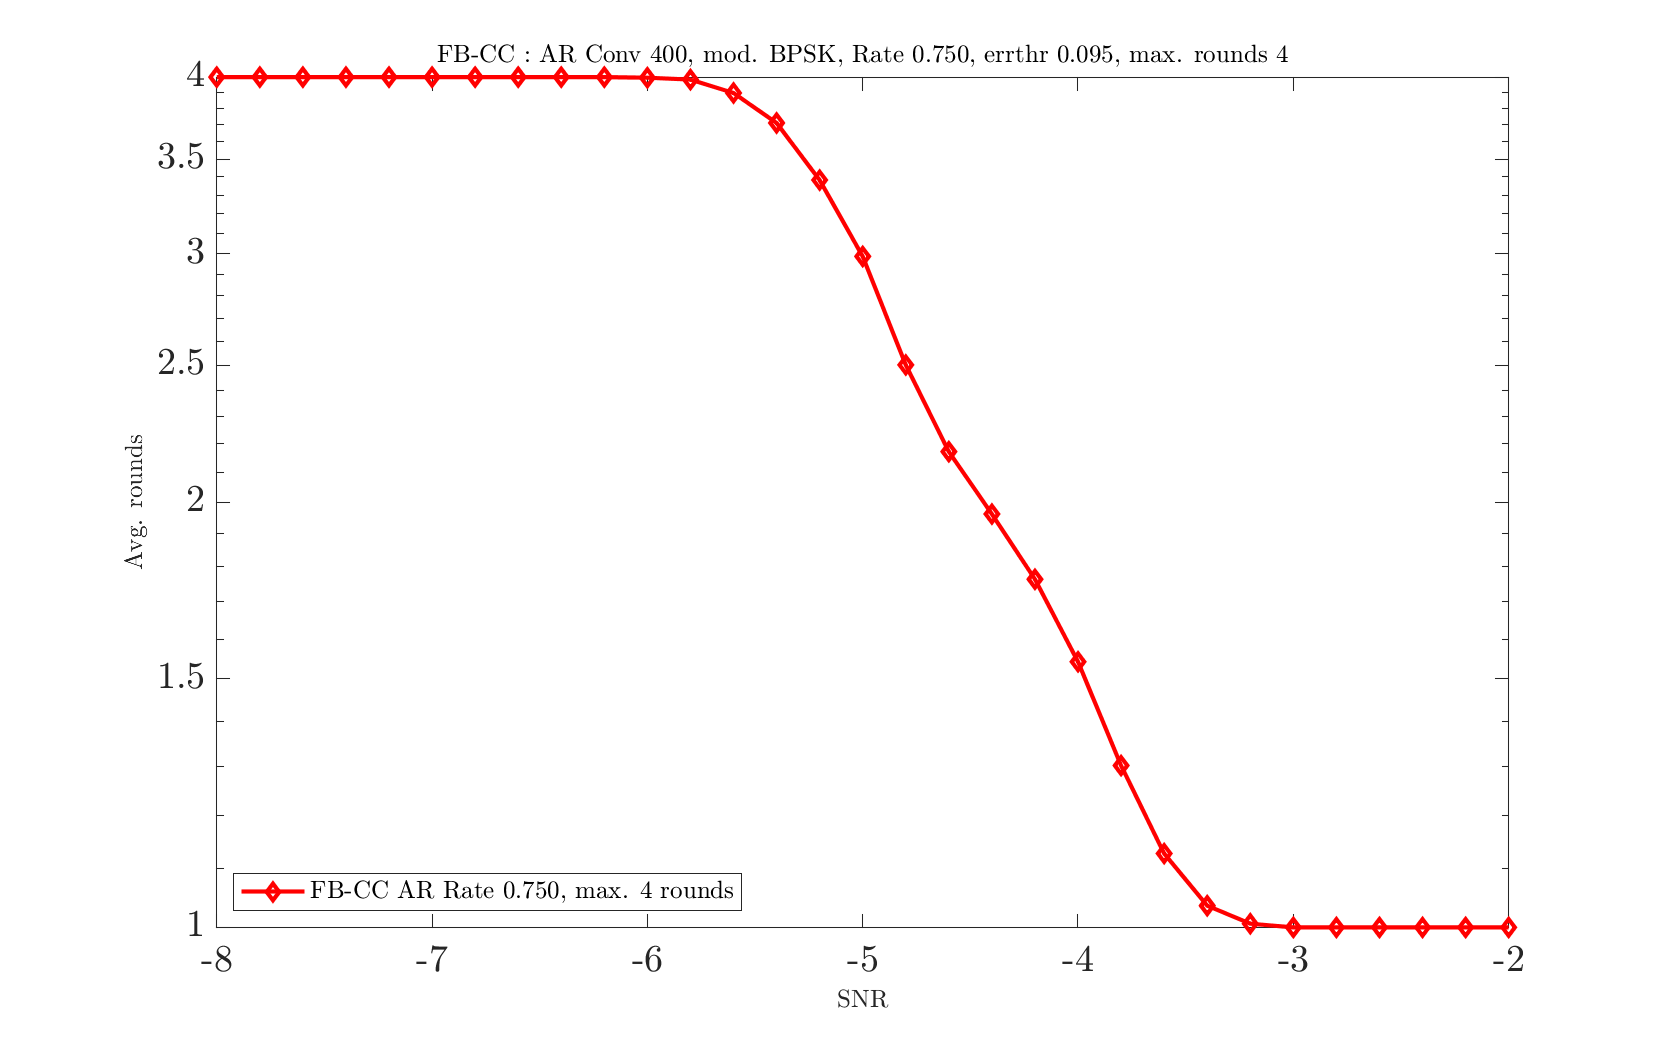 FB-CC : AR Conv 400, mod. BPSK, Rate 0.750, errthr 0.095, max. rounds 4
4
3.5
3
2.5
2
1.5
1
Avg. rounds
FB-CC AR Rate 0.750, max. 4 rounds
-8 -7 -6 -5 -4 -3 -2
SNR